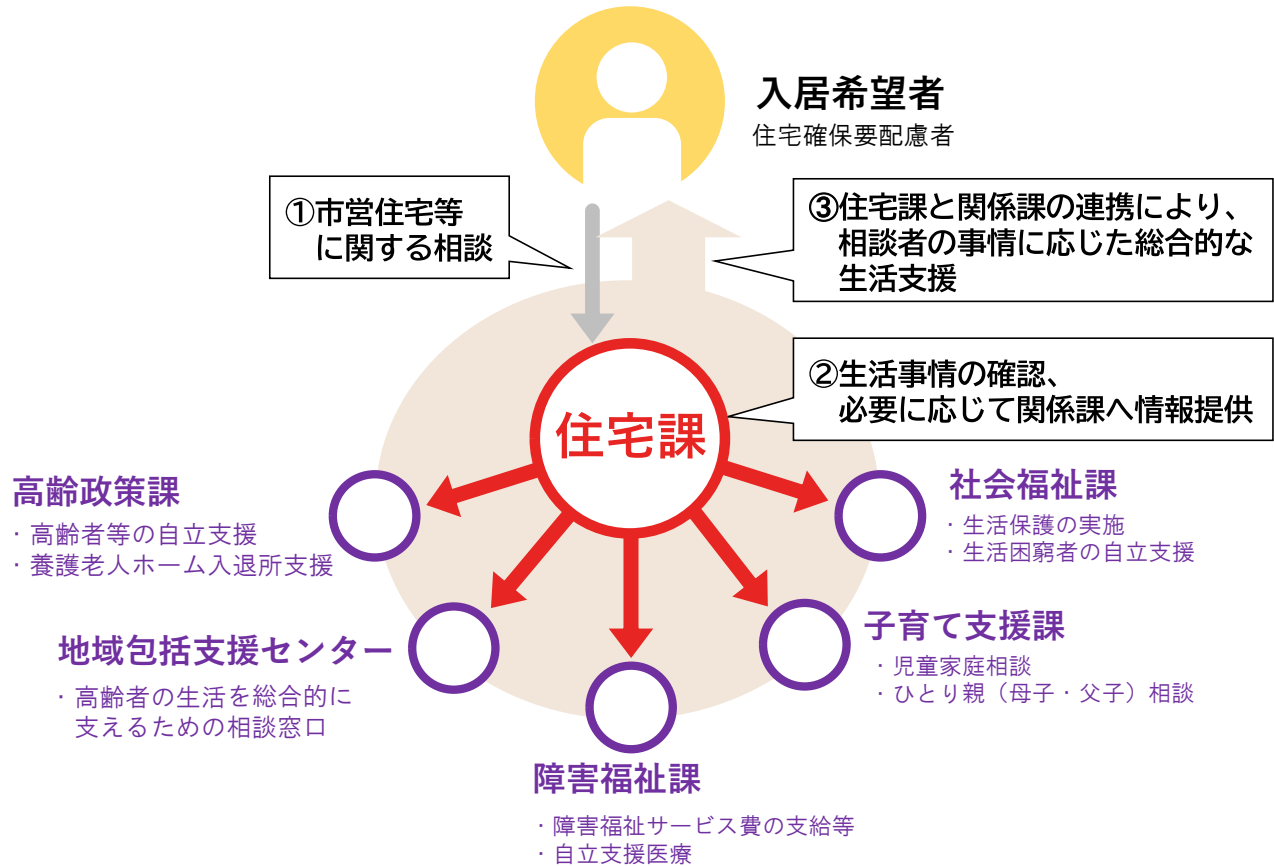 入居希望者
住宅確保要配慮者
①市営住宅等
に関する相談
③住宅課と関係課の連携により、
相談者の事情に応じた総合的な
生活支援
②生活事情の確認、
必要に応じて関係課へ情報提供
住宅課
高齢政策課
・高齢者等の自立支援
・養護老人ホーム入退所支援
社会福祉課
・生活保護の実施
・生活困窮者の自立支援
地域包括支援センター
・高齢者の生活を総合的に
支えるための相談窓口
子育て支援課
・児童家庭相談
・ひとり親（母子・父子）相談
障害福祉課
・障害福祉サービス費の支給等
・自立支援医療